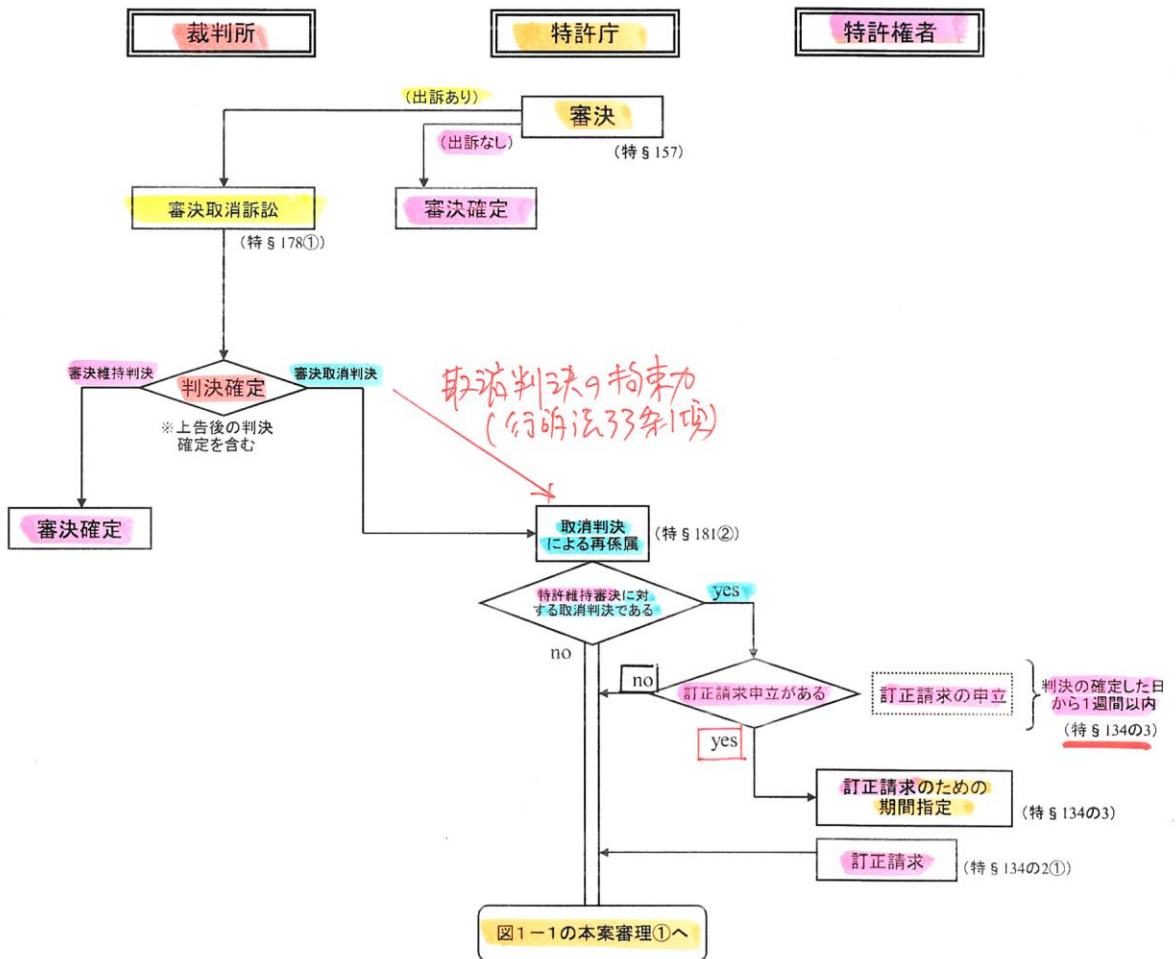 裁判所
特許庁
特許権者
(出訴あり)
審決
(出訴なし)
(特§157)
審決取消訴訟
審決確定
(特§178①)
審決維持判決
判決確定
審決取消判決
※上告後の判決
確定を含む
取消判決の拘束力
(行訴法33条1項)
審決確定
取消判決
による再係属
(特§181②)
特許維持審決に対
する取消判決である
yes
no
no
訂正請求申立がある
訂正請求の申立
判決の確定した日
から1週間以内
(特§134の3)
yes
訂正請求のための
期間指定
(特§134の3)
訂正請求
(特§134の2①)
図1-1の本案審理①へ